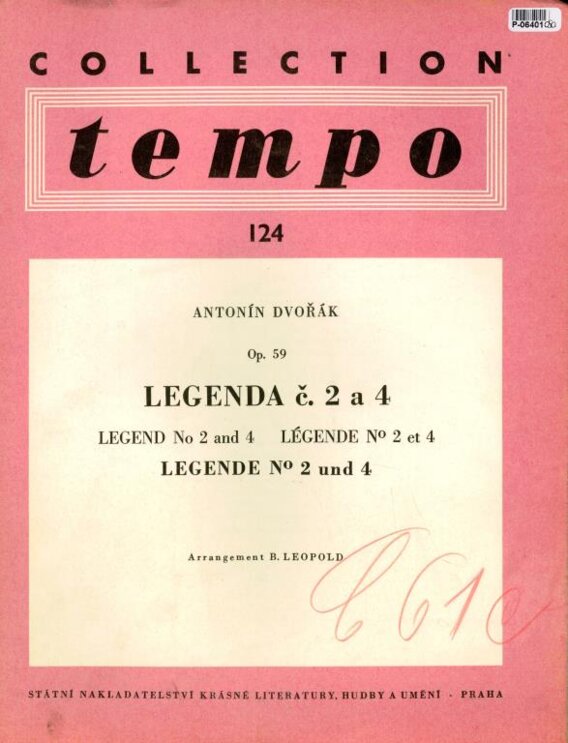 P-06401
COLLECTION
tempo
124
ANTONÍN DVOŘÁK
Op. 59
LEGENDA č. 2 a 4
LEGEND No 2 and 4 LÉGENDE Nº 2 et 4
LEGENDE Nº 2 und 4
Arrangement B. LEOPOLD
STÁTNÍ NAKLADATELSTVÍ KRÁSNÉ LITERATURY, HUDBY A UMĚNÍ · PRAHA